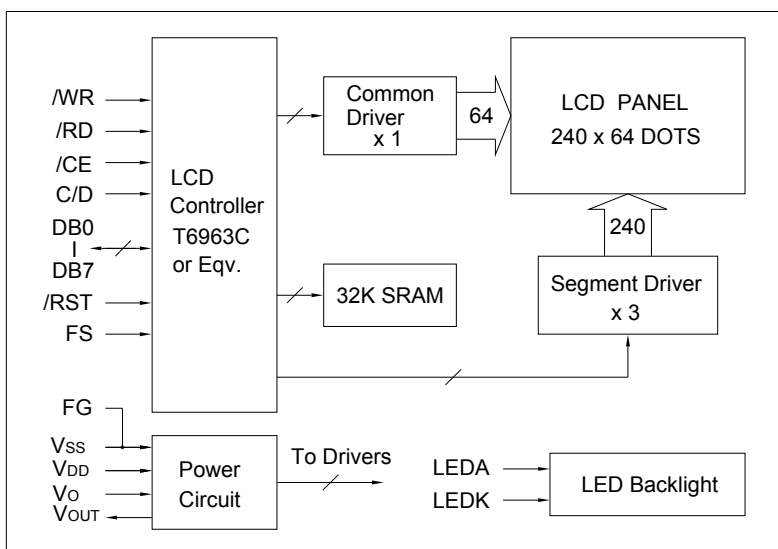 /WR
/RD
/CE
C/D
DB0
DB7
/RST
FS
LCD
Controller
T6963C
or Eqv.
Common
Driver
x 1
64
LCD PANEL
240 x 64 DOTS
240
32K SRAM
Segment Driver
x 3
FG
VSS
VDD
VO
VOUT
Power
Circuit
To Drivers
LEDA
LEDK
LED Backlight